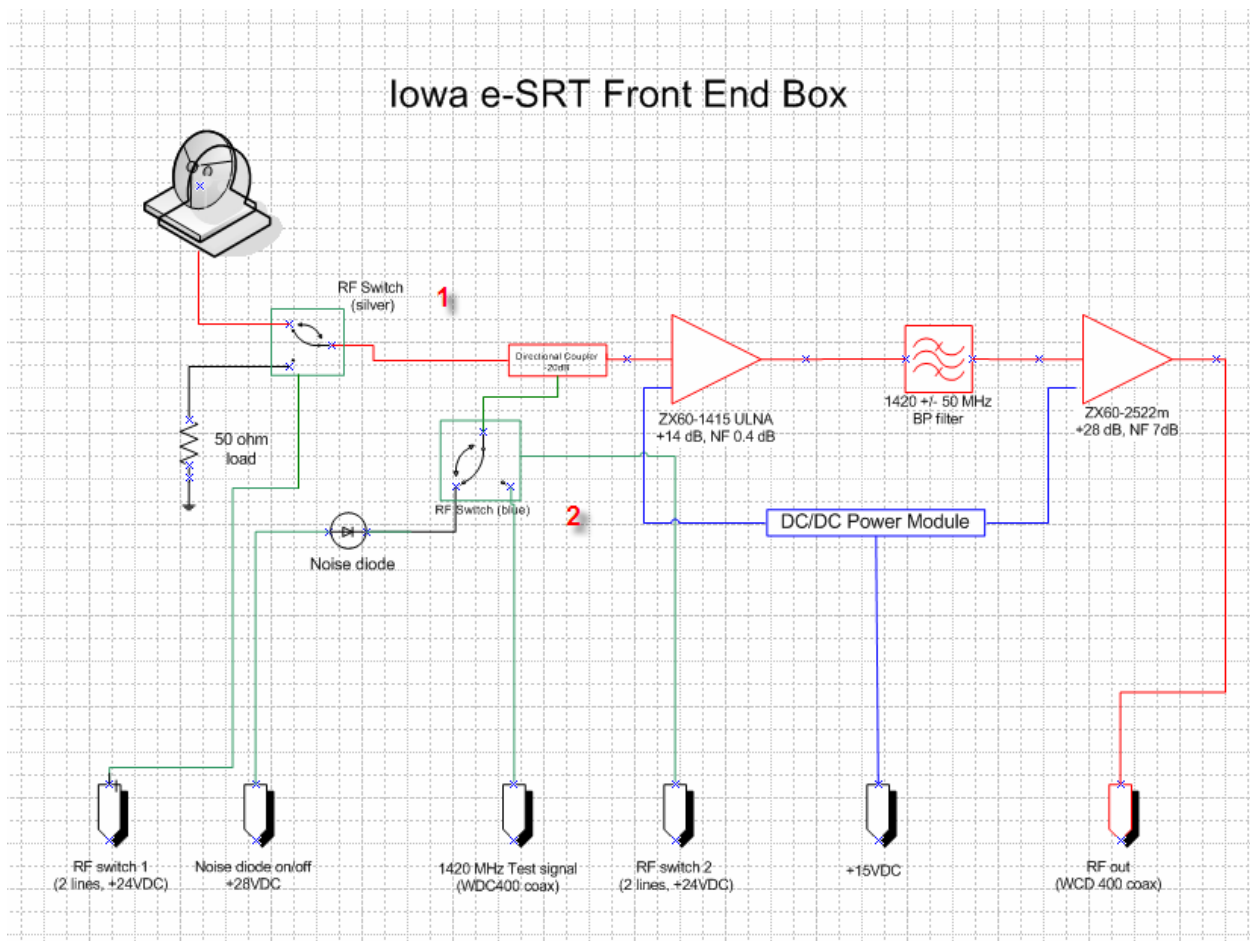 Iowa e-SRT Front End Box
RF Switch
(silver)
1
Directional Coupler
-20dB
ZX60-1415 ULNA
+14 dB, NF 0.4 dB
1420 +/- 50 MHz
BP filter
ZX60-2522m
+28 dB, NF 7dB
50 ohm
load
RF Switch (blue)
2
DC/DC Power Module
Noise diode
RF switch 1
(2 lines, +24VDC)
Noise diode on/off
+28VDC
1420 MHz Test signal
(WDC400 coax)
RF switch 2
(2 lines, +24VDC)
+15VDC
RF out
(WCD 400 coax)